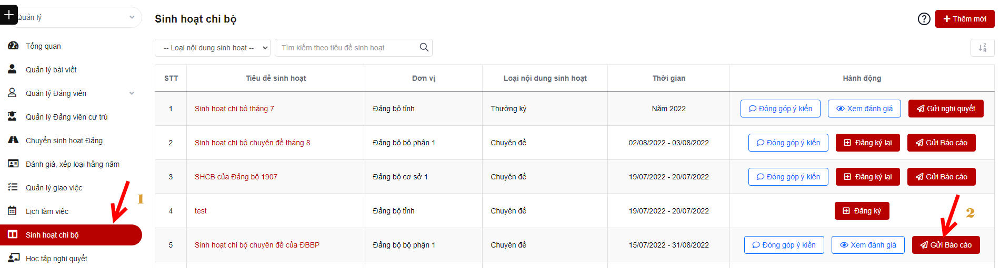 Quản lý
Tổng quan
Quản lý bài viết
Quản lý Đảng viên
Quản lý Đảng viên cư trú
Chuyển sinh hoạt Đảng
Đánh giá, xếp loại hằng năm
Quản lý giao việc
1
Lịch làm việc
Sinh hoạt chi bộ
Học tập nghị quyết
Sinh hoạt chi bộ
? Thêm mới
-- Loại nội dung sinh hoạt -- Tìm kiếm theo tiêu đề sinh hoạt
Z A
STT Tiêu đề sinh hoạt Đơn vị Loại nội dung sinh hoạt Thời gian Hành động
1 Sinh hoạt chi bộ tháng 7 Đảng bộ tỉnh Thường kỳ Năm 2022 Đóng góp ý kiến Xem đánh giá Gửi nghị quyết
2 Sinh hoạt chi bộ chuyên đề tháng 8 Đảng bộ bộ phận 1 Chuyên đề 02/08/2022 - 03/08/2022 Đóng góp ý kiến Đăng ký lại Gửi Báo cáo
3 SHCB của Đảng bộ 1907 Đảng bộ cơ sở 1 Chuyên đề 19/07/2022 - 20/07/2022 Đóng góp ý kiến Đăng ký lại Gửi Báo cáo
4 test Đảng bộ tỉnh Chuyên đề 19/07/2022 - 20/07/2022 Đăng ký
2
5 Sinh hoạt chi bộ chuyên đề của ĐBBP Đảng bộ bộ phận 1 Chuyên đề 15/07/2022 - 31/08/2022 Đóng góp ý kiến Xem đánh giá Gửi Báo cáo